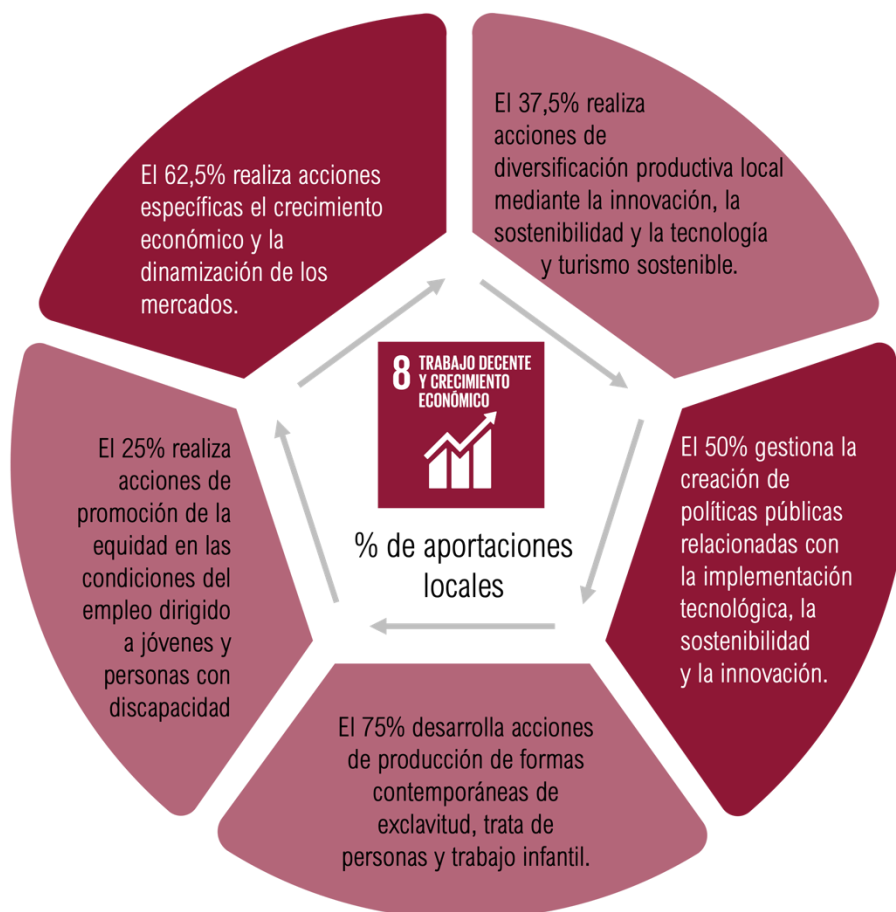 El 62,5% realiza acciones
específicas el crecimiento
económico y la
dinamización de los
mercados.
El 37,5% realiza
acciones de
diversificación productiva local
mediante la innovación, la
sostenibilidad y la tecnología
y turismo sostenible.
El 50% gestiona la
creación de
políticas públicas
relacionadas con
la implementación
tecnológica, la
sostenibilidad
y la innovación.
El 75% desarrolla acciones
de producción de formas
contemporáneas de
exclavitud, trata de
personas y trabajo infantil.
El 25% realiza
acciones de
promoción de la
equidad en las
condiciones del
empleo dirigido
a jóvenes y
personas con
discapacidad
8 TRABAJO DECENTE
Y CRECIMIENTO
ECONÓMICO
% de aportaciones
locales